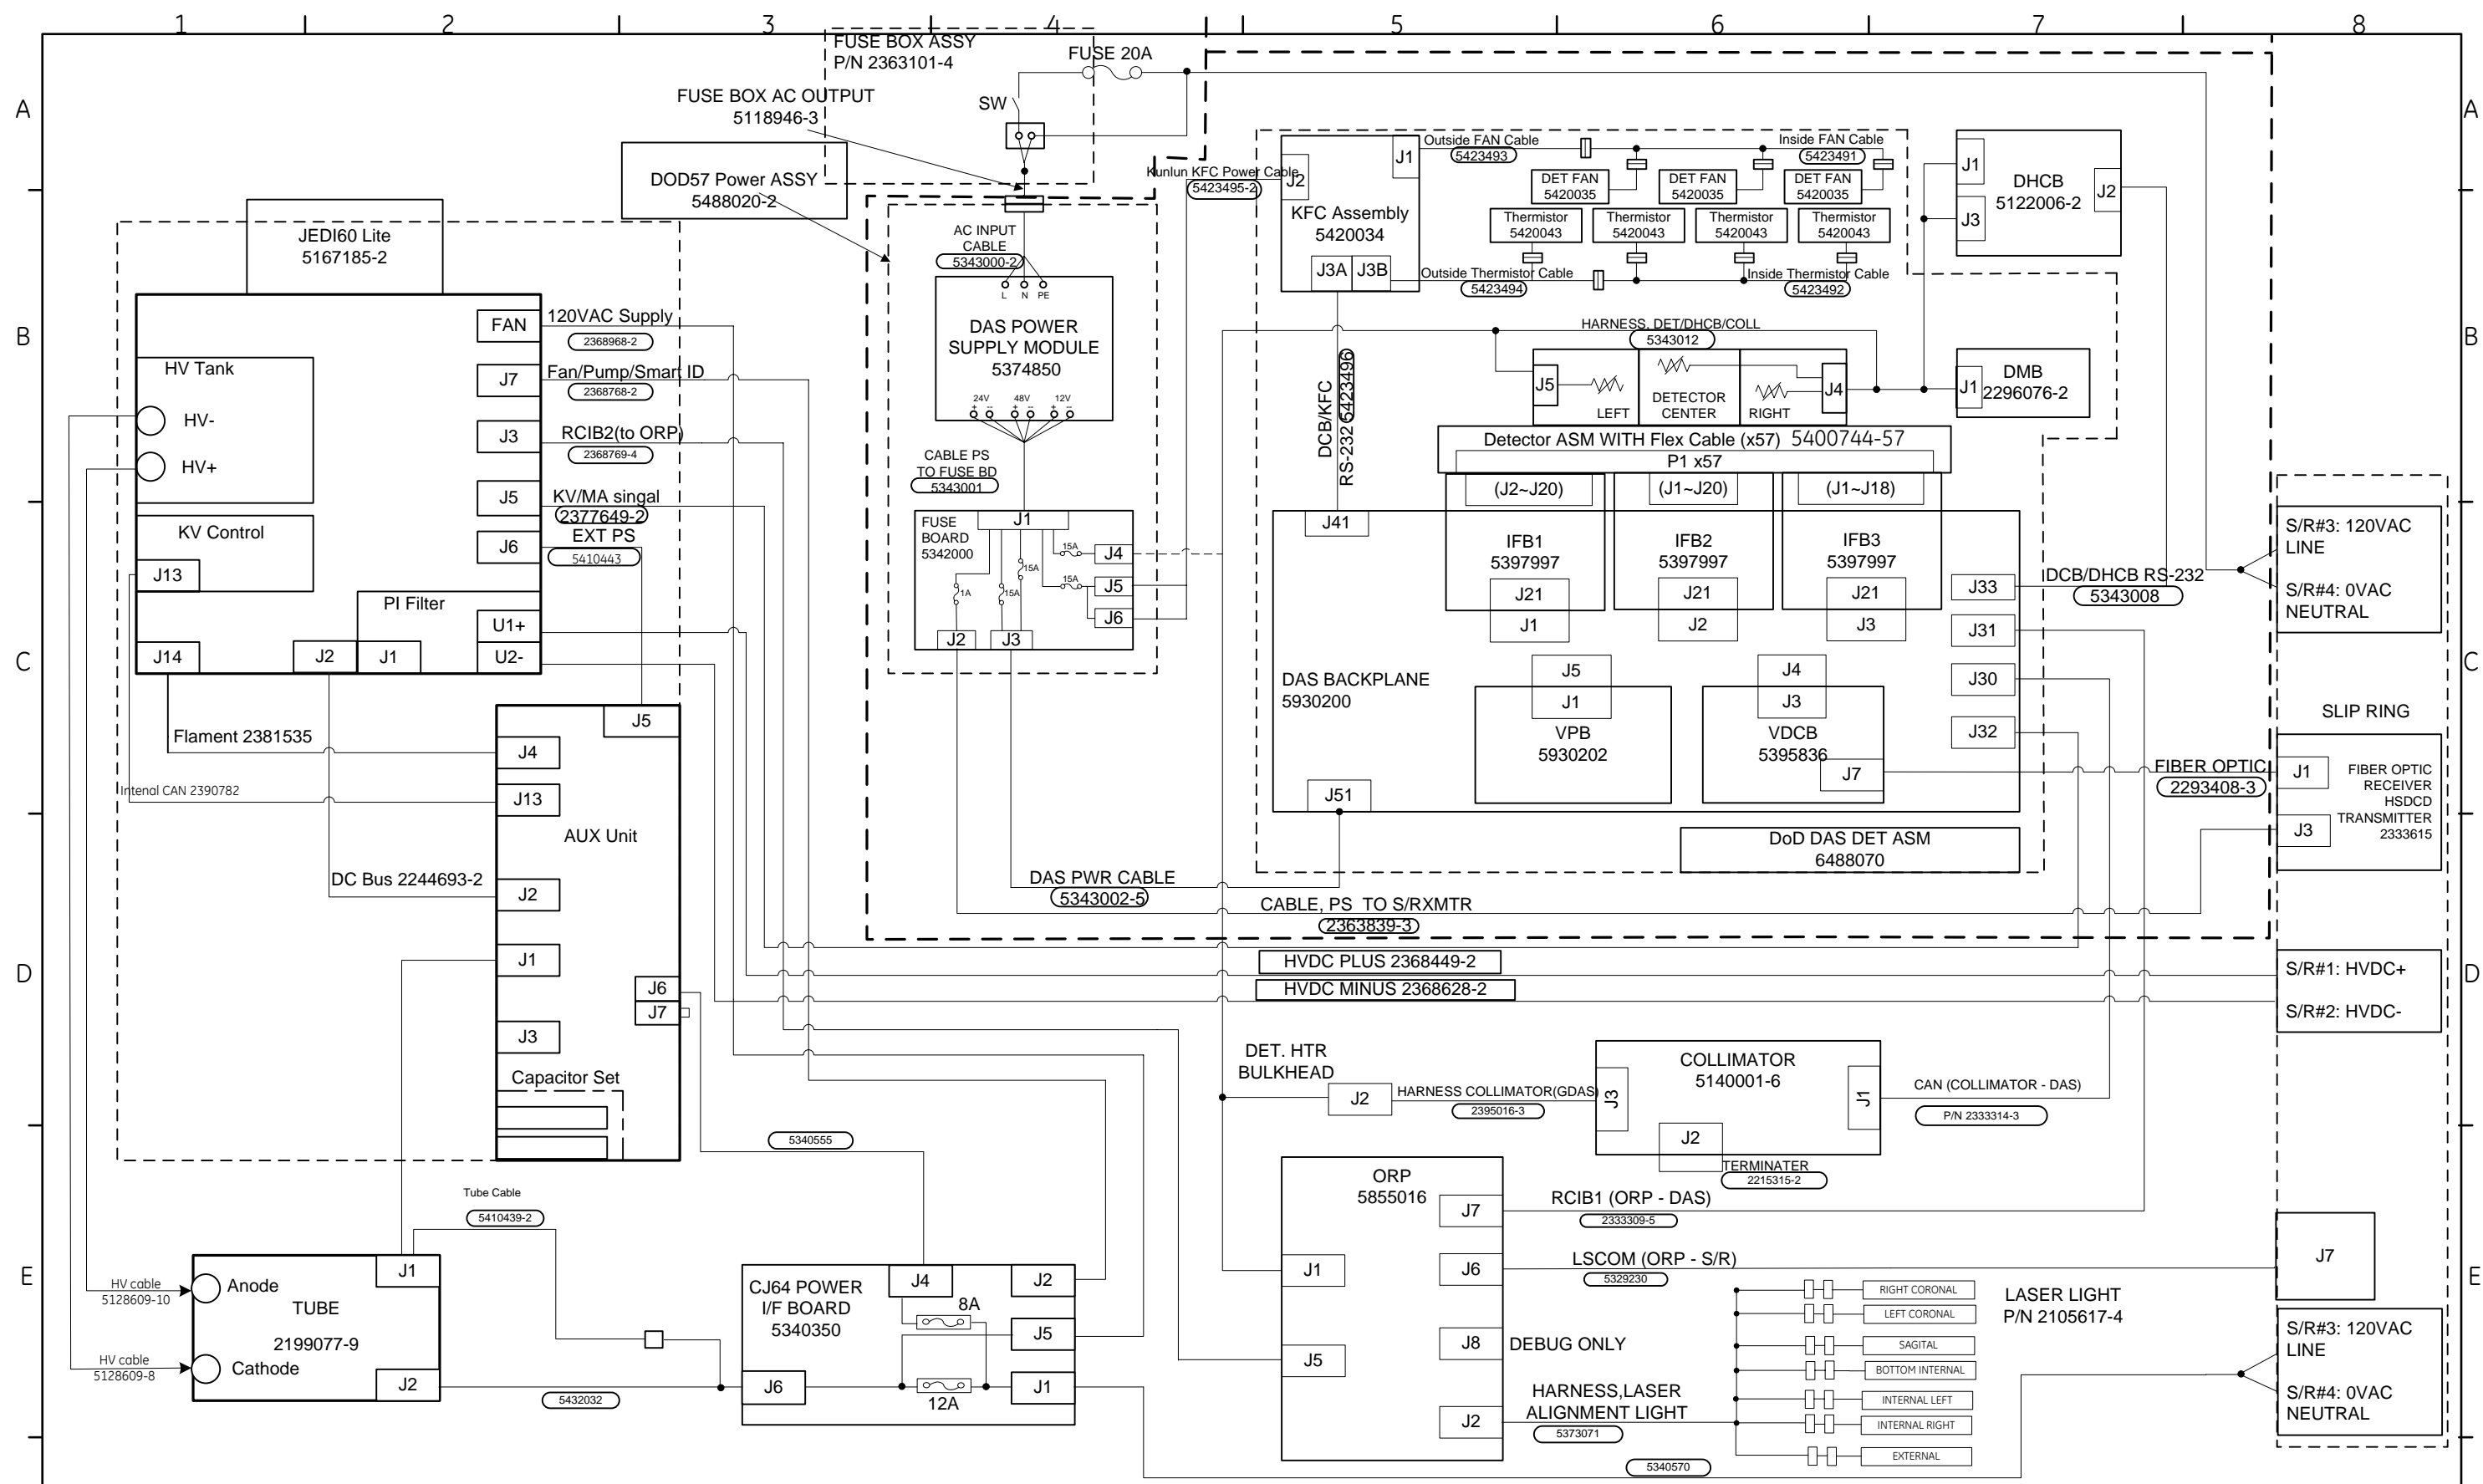 1 2 3 4 5 6 7 8
A
B
C
D
E
A
B
C
D
E
FUSE BOX ASSY
P/N 2363101-4
FUSE 20A
SW
FUSE BOX AC OUTPUT
5118946-3
DOD57 Power ASSY
5488020-2
JEDI60 Lite
5167185-2
FAN
J7
J3
J5
J6
120VAC Supply
2368968-2
Fan/Pump/Smart ID
2368768-2
RCIB2(to ORP)
2368769-4
KV/MA singal
2377649-2
EXT PS
5410443
HV Tank
HV-
HV+
KV Control
J13
PI Filter
U1+
U2-
J14
J2
J1
Flament 2381535
Intenal CAN 2390782
DC Bus 2244693-2
J5
J4
J13
AUX Unit
J2
J1
J6
J7
J3
Capacitor Set
AC INPUT
CABLE
5343000-2
L N PE
DAS POWER
SUPPLY MODULE
5374850
24V 48V 12V
+ -- + -- + --
CABLE PS
TO FUSE BD
5343001
FUSE
BOARD
5342000
J1
15A
J4
15A
15A
J5
1A
15A
J6
J2
J3
Kunlun KFC Power Cable
5423495-2
J1
J2
KFC Assembly
5420034
J3A
J3B
Outside FAN Cable
5423493
Inside FAN Cable
5423491
DET FAN
5420035
DET FAN
5420035
DET FAN
5420035
Thermistor
5420043
Thermistor
5420043
Thermistor
5420043
Thermistor
5420043
Outside Thermistor Cable
5423494
Inside Thermistor Cable
5423492
J1
J3
DHCB
5122006-2
J2
HARNESS, DET/DHCB/COLL
5343012
J5
LEFT
DETECTOR
CENTER
RIGHT
J4
J1
DMB
2296076-2
DCB/KFC
RS-232
5423496
Detector ASM WITH Flex Cable (x57) 5400744-57
P1 x57
(J2~J20)
(J1~J20)
(J1~J18)
J41
IFB1
5397997
J21
J1
IFB2
5397997
J21
J2
IFB3
5397997
J21
J3
J33
J31
J30
J32
DCB/DHCB RS-232
5343008
DAS BACKPLANE
5930200
J5
J1
VPB
5930202
J4
J3
VDCB
5395836
J7
J51
DoD DAS DET ASM
6488070
FIBER OPTIC
2293408-3
S/R#3: 120VAC
LINE
S/R#4: 0VAC
NEUTRAL
SLIP RING
J1
FIBER OPTIC
RECEIVER
HSDCD
TRANSMITTER
2333615
J3
DAS PWR CABLE
5343002-5
CABLE, PS TO S/RXMTR
2363839-3
HVDC PLUS 2368449-2
HVDC MINUS 2368628-2
S/R#1: HVDC+
S/R#2: HVDC-
DET. HTR
BULKHEAD
J2
HARNESS COLLIMATOR(GDAS)
2395016-3
COLLIMATOR
5140001-6
J3
J1
J2
TERMINATER
2215315-2
CAN (COLLIMATOR - DAS)
P/N 2333314-3
5340555
Tube Cable
5410439-2
HV cable
5128609-10
Anode
J1
TUBE
2199077-9
HV cable
5128609-8
Cathode
J2
5432032
CJ64 POWER
I/F BOARD
5340350
J4
J2
8A
J5
J6
12A
J1
ORP
5855016
J7
J1
J6
J5
J8
J2
RCIB1 (ORP - DAS)
2333309-5
LSCOM (ORP - S/R)
5329230
DEBUG ONLY
HARNESS,LASER
ALIGNMENT LIGHT
5373071
RIGHT CORONAL
LEFT CORONAL
SAGITAL
BOTTOM INTERNAL
INTERNAL LEFT
INTERNAL RIGHT
EXTERNAL
LASER LIGHT
P/N 2105617-4
5340570
J7
S/R#3: 120VAC
LINE
S/R#4: 0VAC
NEUTRAL